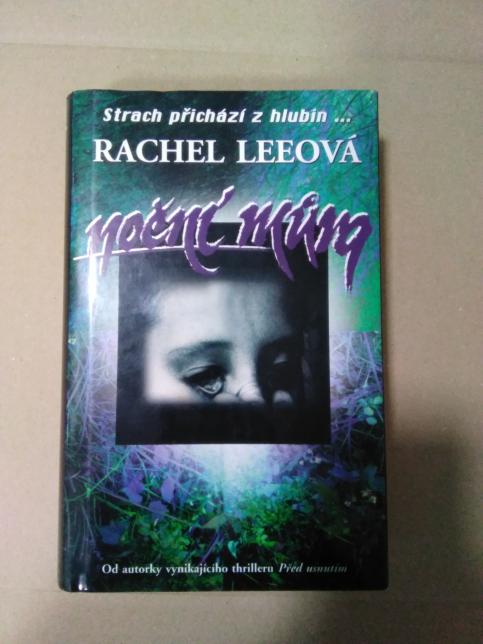 Strach přichází z hlubin ...
RACHEL LEEOVÁ
noční můra
Od autorky vynikajícího thrilleru Před usnutím